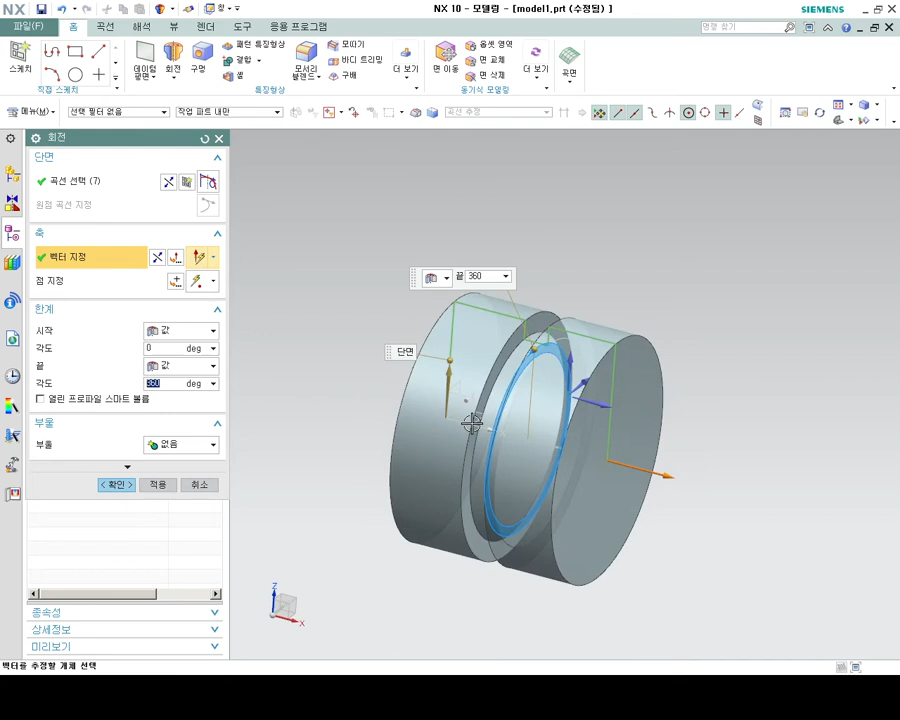 NX
NX 10 - 모델링 - [model1.prt (수정됨) ]
SIEMENS
파일(F)
홈
곡선
해석
뷰
렌더
도구
응용 프로그램
명령 찾기
스케치
직접 스케치
데이텀
평면
회전
구멍
패턴 특징형상
결합
쉘
모서리
블렌드
모따기
바디 트리밍
구배
더 보기
특징형상
면 이동
옵셋 영역
면 교체
면 삭제
더 보기
동기식 모델링
곡면
메뉴(M)
선택 필터 없음
작업 파트 내만
곡선 추정
회전
단면
곡선 선택 (7)
원점 곡선 지정
축
벡터 지정
점 지정
한계
시작
값
각도
0
deg
끝
값
각도
360
deg
열린 프로파일 스마트 볼륨
부울
부울
없음
< 확인 >
적용
취소
종속성
상세정보
미리보기
끝 360
단면
Z
X
벡터를 추정할 개체 선택